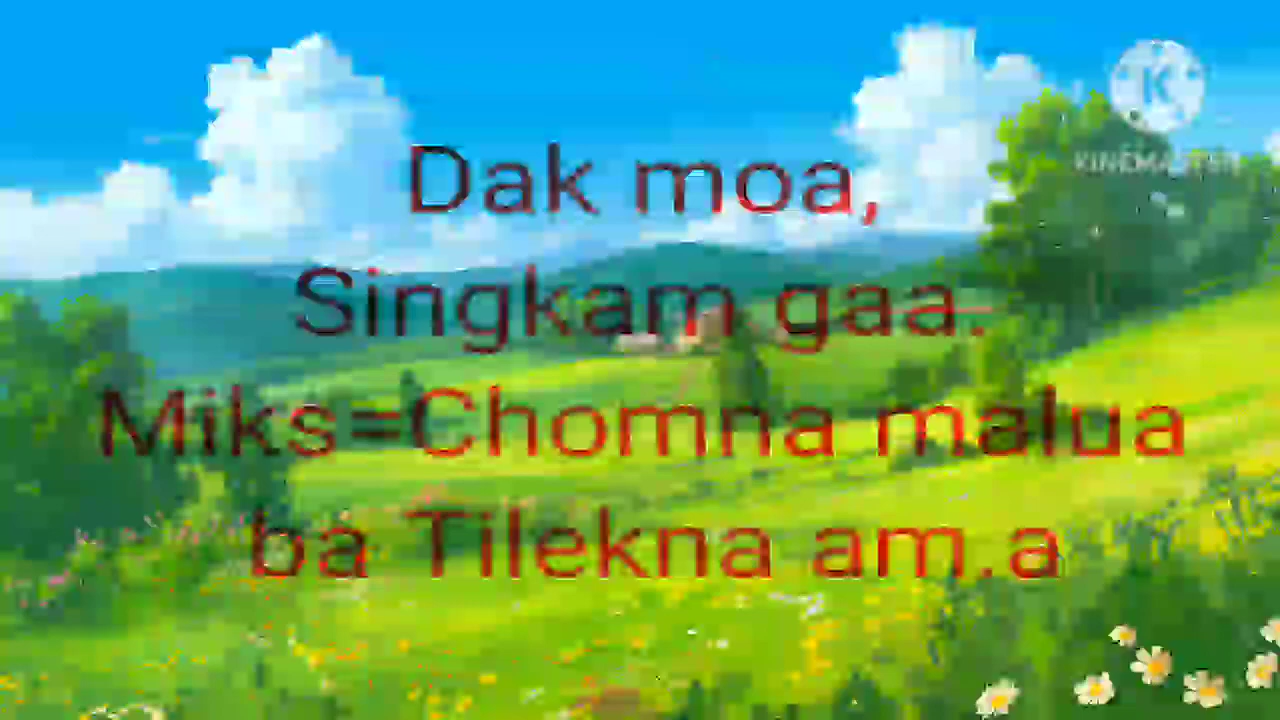 KINEMASTER
Dak moa,
Singkam gaa.
Miks=Chomna malua
ba Tilekna am.a